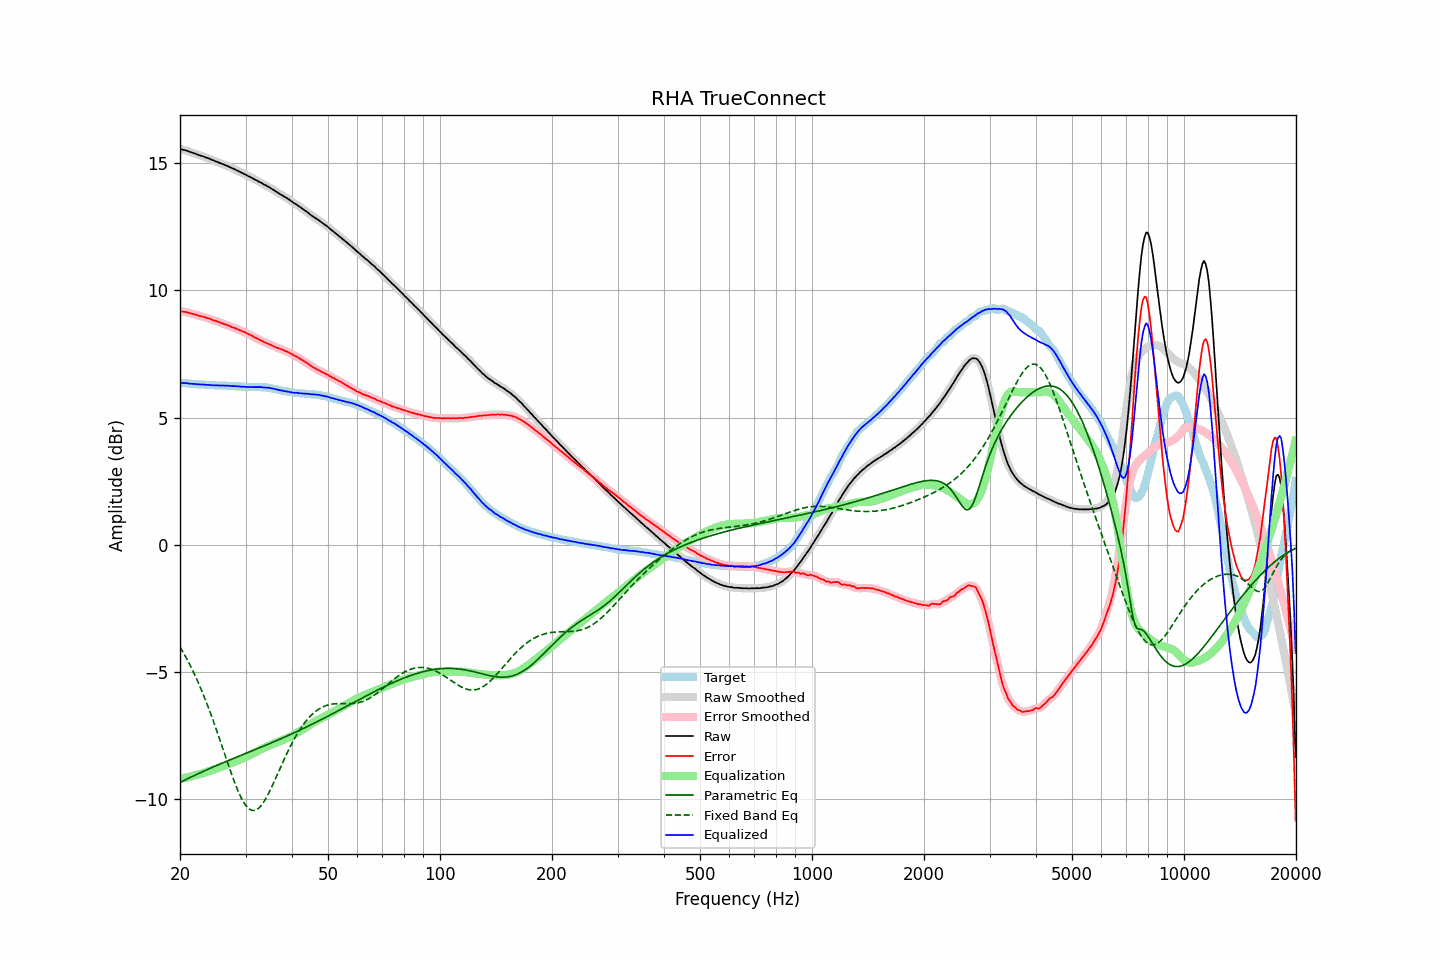 RHA TrueConnect
Amplitude (dBr)
15
10
5
0
−5
−10
Target
Raw Smoothed
Error Smoothed
Raw
Error
Equalization
Parametric Eq
Fixed Band Eq
Equalized
20 50 100 200 500 1000 2000 5000 10000 20000
Frequency (Hz)